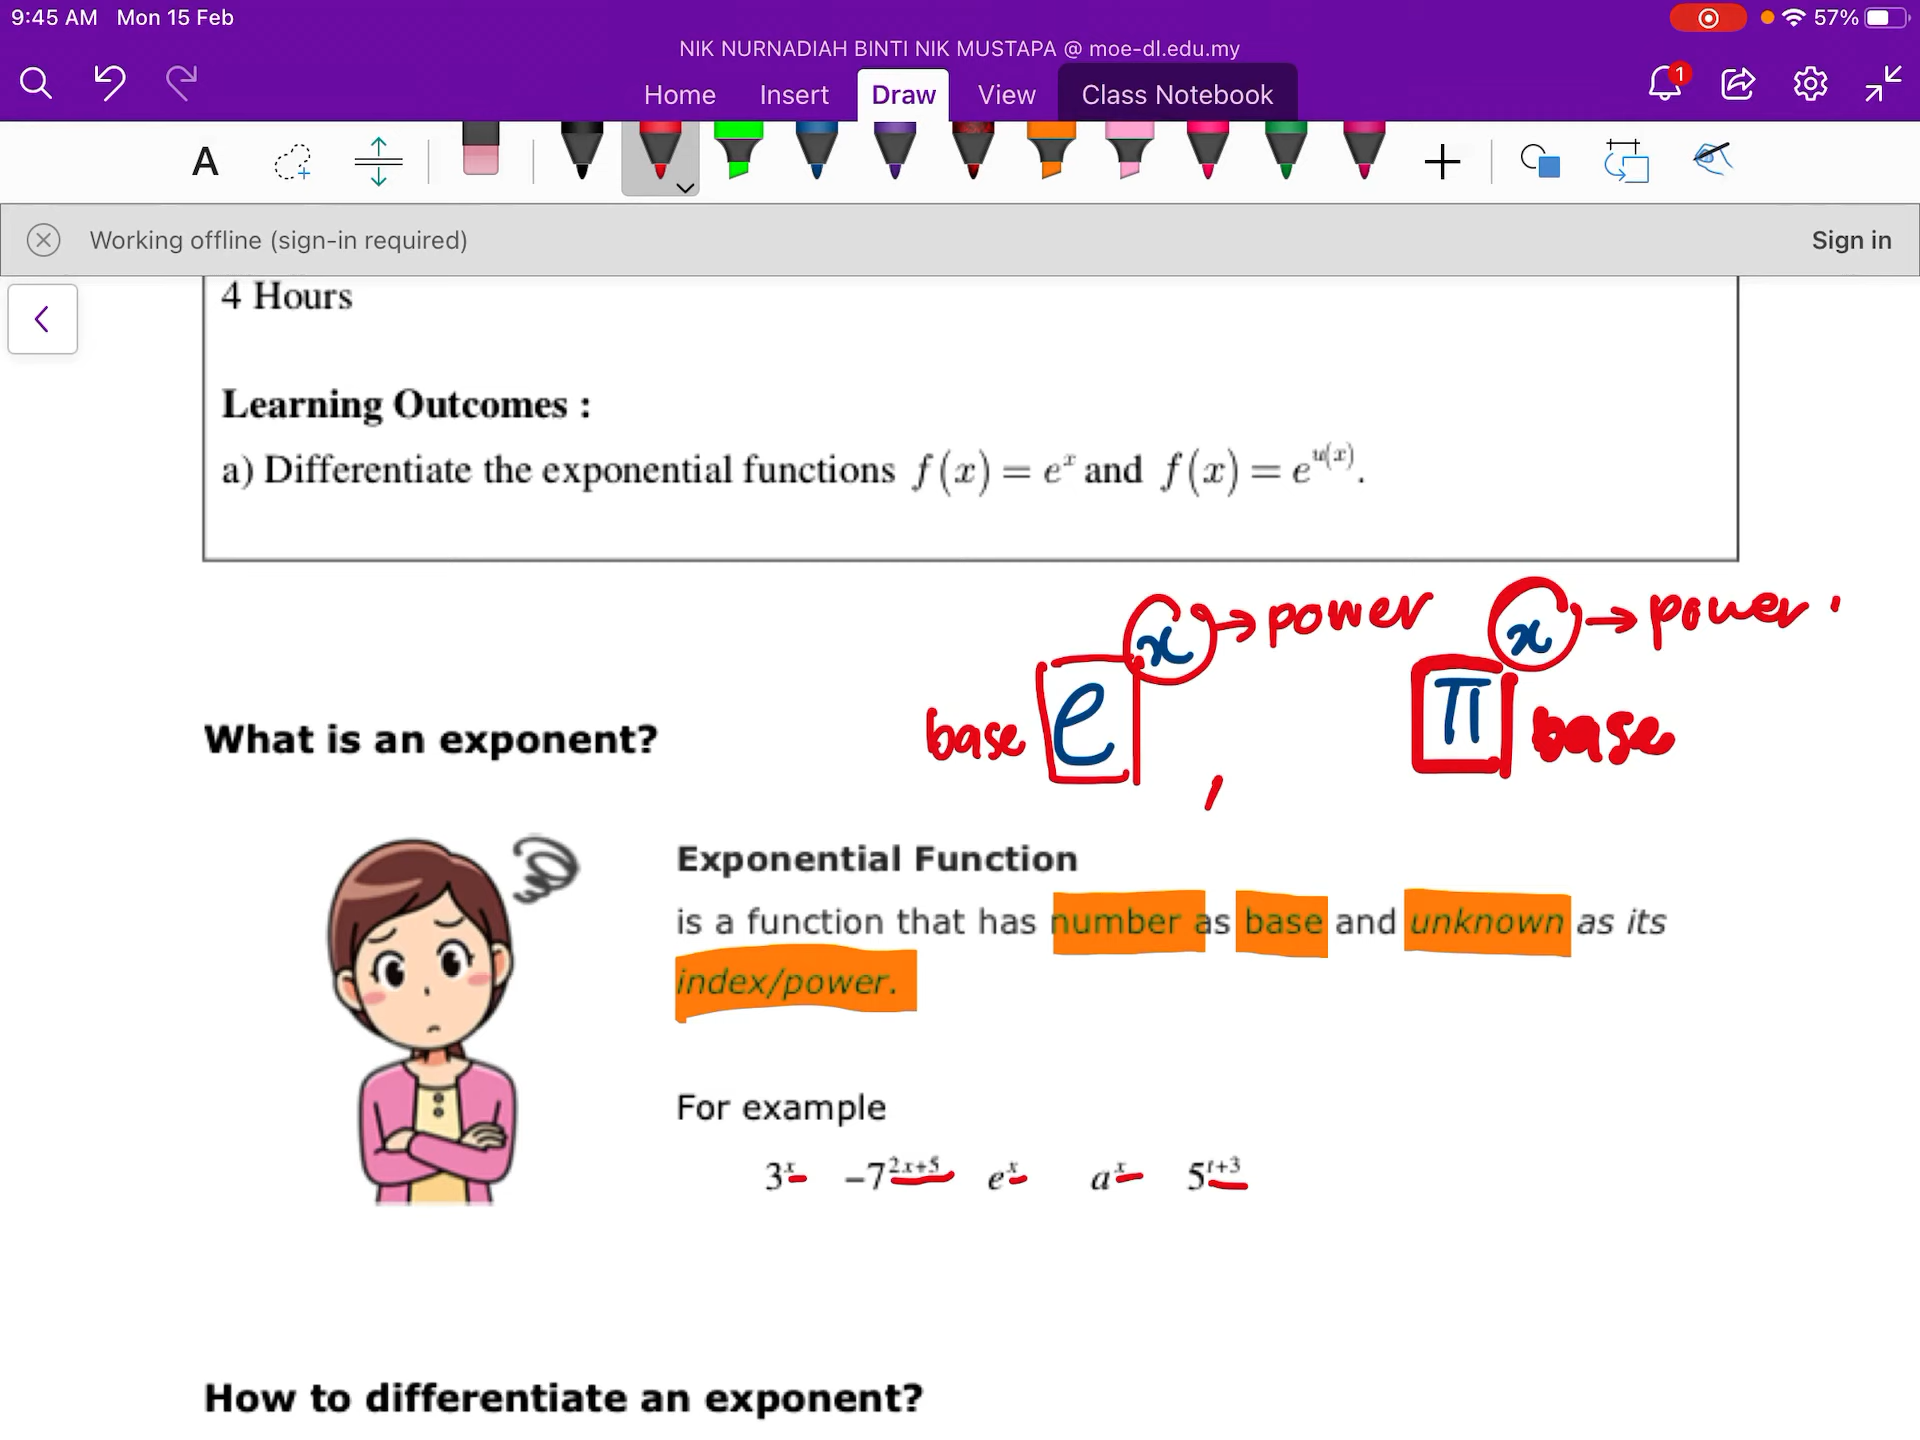 9:45 AM Mon 15 Feb 57%
NIK NURNADIAH BINTI NIK MUSTAPA @ moe-dl.edu.my
Home Insert Draw View Class Notebook 1
A
Working offline (sign-in required) Sign in
4 Hours
Learning Outcomes :
a) Differentiate the exponential functions f(x) = e^x and f(x) = e^{u(x)}.
x → power x → power
base e π base
What is an exponent?
Exponential Function
is a function that has number as base and unknown as its
index/power.
For example
3^x -7^{2x+5} e^x a^x 5^{t+3}
How to differentiate an exponent?